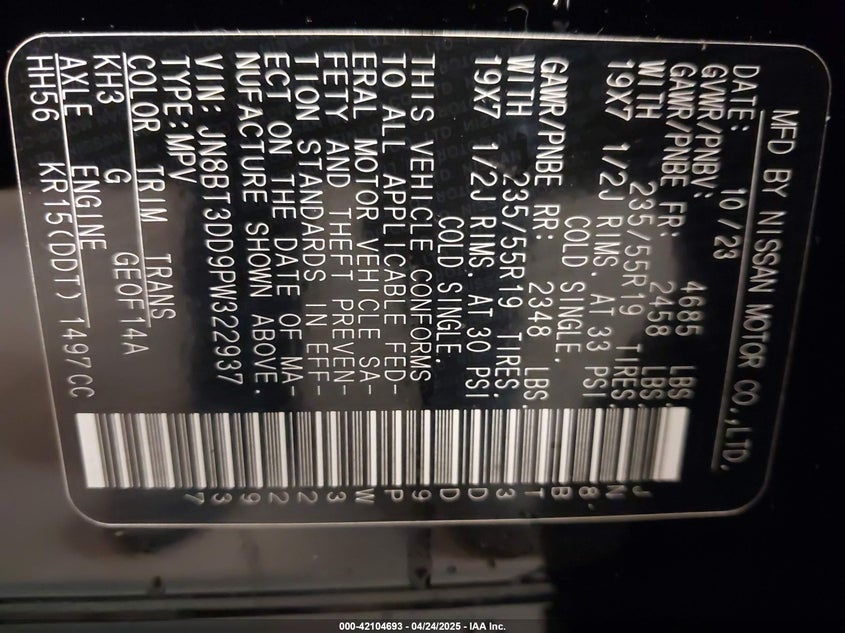 MFD BY NISSAN MOTOR CO.,LTD.
DATE: 10/23
GVWR/PNBV: 4685 LBS.
GAWR/PNBE FR: 2458 LBS.
WITH 235/55R19 TIRES.
19X7 1/2J RIMS. AT 33 PSI
COLD SINGLE.
GAWR/PNBE RR: 2348 LBS.
WITH 235/55R19 TIRES.
19X7 1/2J RIMS. AT 30 PSI
COLD SINGLE.
THIS VEHICLE CONFORMS
TO ALL APPLICABLE FED-
ERAL MOTOR VEHICLE SA-
FETY AND THEFT PREVEN-
TION STANDARDS IN EFF-
ECT ON THE DATE OF MA-
NUFACTURE SHOWN ABOVE.
VIN: JN8BT3DD9PW322937
TYPE:MPV
COLOR TRIM TRANS
KH3 G GEOF14A
AXLE ENGINE
HH56 KR15(DDT) 1497CC
JN8BT3DD9PW322937
000-42104693 - 04/24/2025 - IAA Inc.